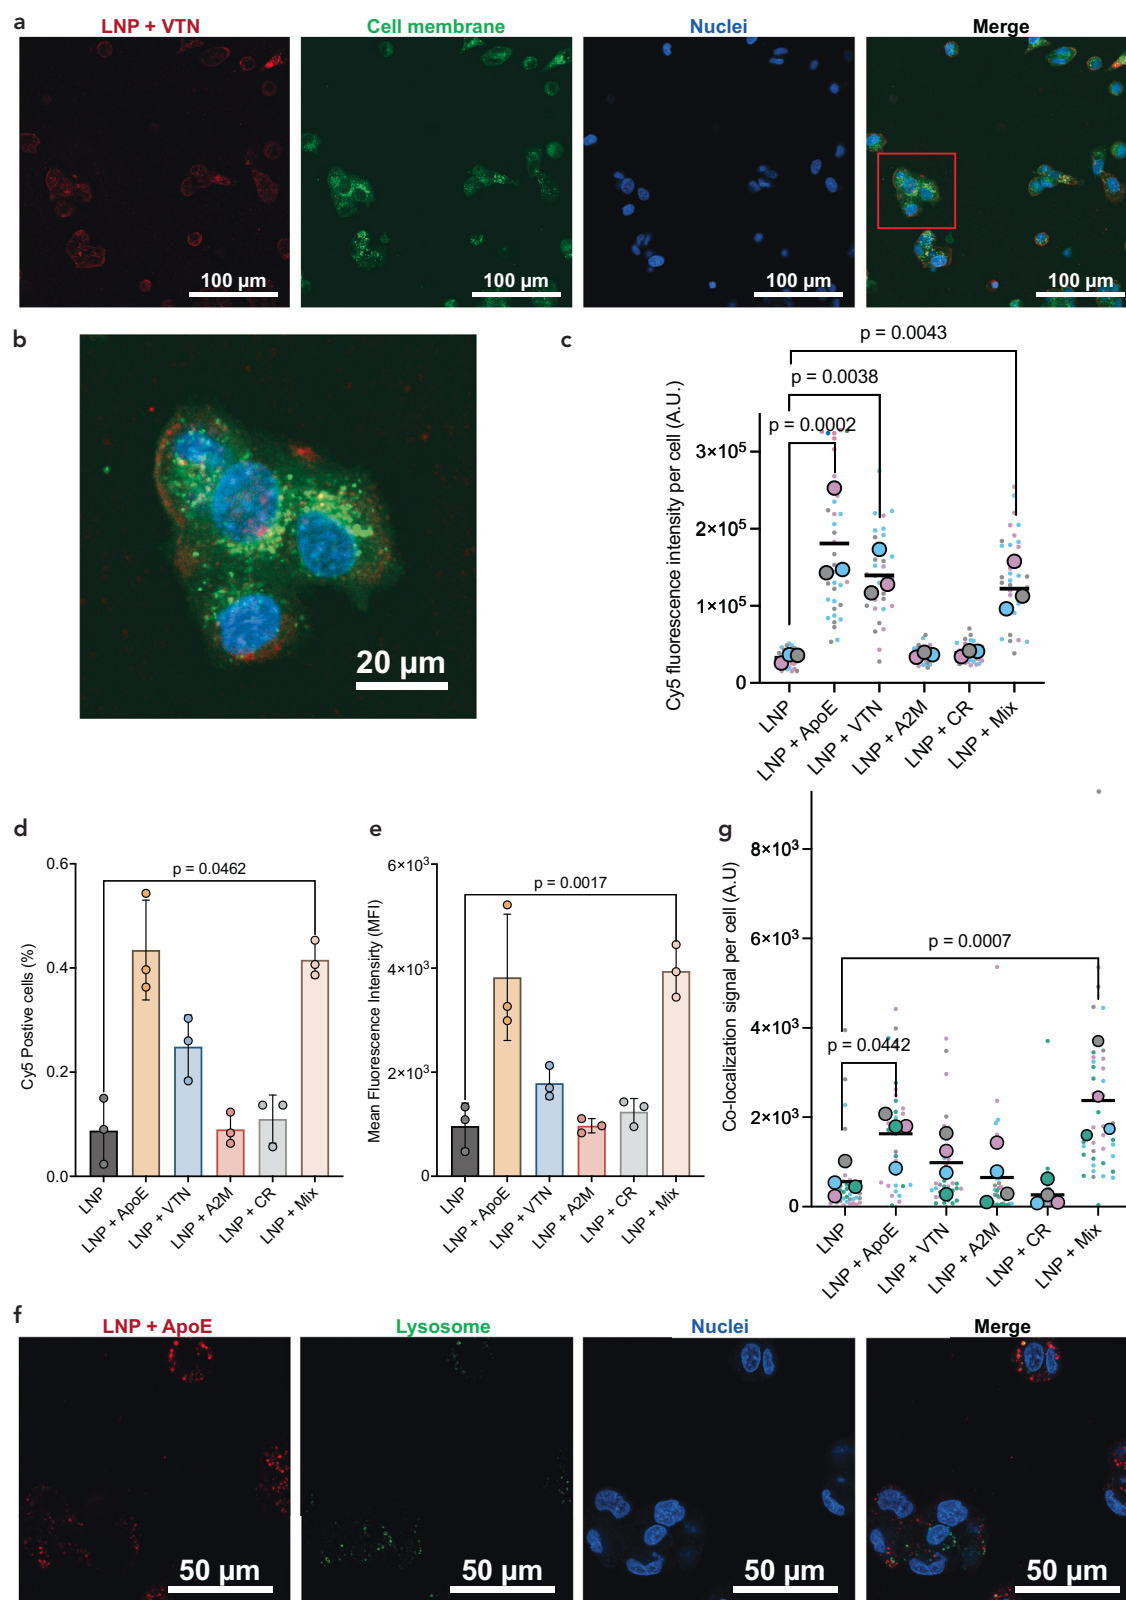 a
LNP + VTN
Cell membrane
Nuclei
Merge
100 µm
100 µm
100 µm
100 µm
b
20 µm
c
p = 0.0043
p = 0.0038
p = 0.0002
Cy5 fluorescence intensity per cell (A.U.)
3×10⁵
2×10⁵
1×10⁵
0
LNP
LNP + ApoE
LNP + VTN
LNP + A2M
LNP + CR
LNP + Mix
d
p = 0.0462
Cy5 Postive cells (%)
0.6
0.4
0.2
0.0
LNP
LNP + ApoE
LNP + VTN
LNP + A2M
LNP + CR
LNP + Mix
e
p = 0.0017
Mean Fluorescence Intensirty (MFI)
6×10³
4×10³
2×10³
0
LNP
LNP + ApoE
LNP + VTN
LNP + A2M
LNP + CR
LNP + Mix
g
p = 0.0007
p = 0.0442
Co-localization signal per cell (A.U)
8×10³
6×10³
4×10³
2×10³
0
LNP
LNP + ApoE
LNP + VTN
LNP + A2M
LNP + CR
LNP + Mix
f
LNP + ApoE
Lysosome
Nuclei
Merge
50 µm
50 µm
50 µm
50 µm